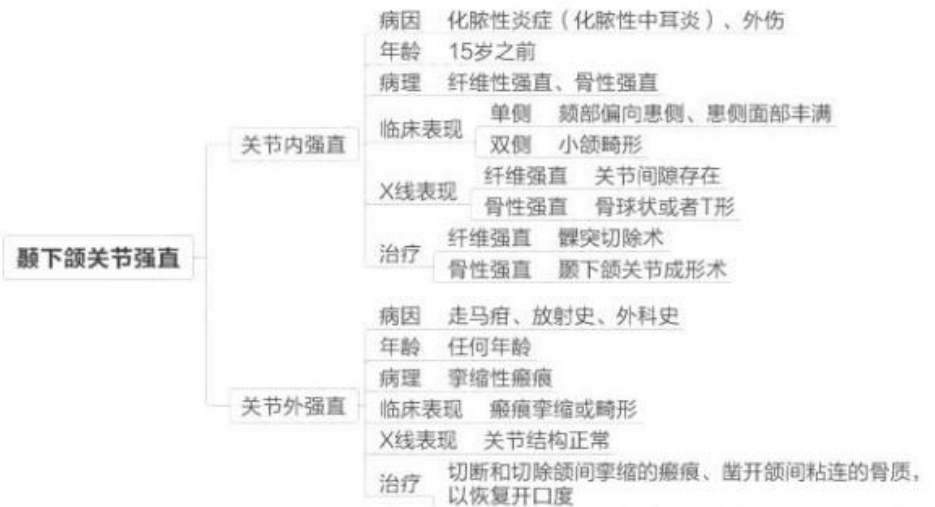 颞下颌关节强直
关节内强直
病因 化脓性炎症（化脓性中耳炎）、外伤
年龄 15岁之前
病理 纤维性强直、骨性强直
临床表现
单侧 颏部偏向患侧、患侧面部丰满
双侧 小颌畸形
X线表现
纤维强直 关节间隙存在
骨性强直 骨球状或者T形
治疗
纤维强直 髁突切除术
骨性强直 颞下颌关节成形术
关节外强直
病因 走马疳、放射史、外科史
年龄 任何年龄
病理 挛缩性瘢痕
临床表现 瘢痕挛缩或畸形
X线表现 关节结构正常
治疗
切断和切除颌间挛缩的瘢痕、凿开颌间粘连的骨质，
以恢复开口度